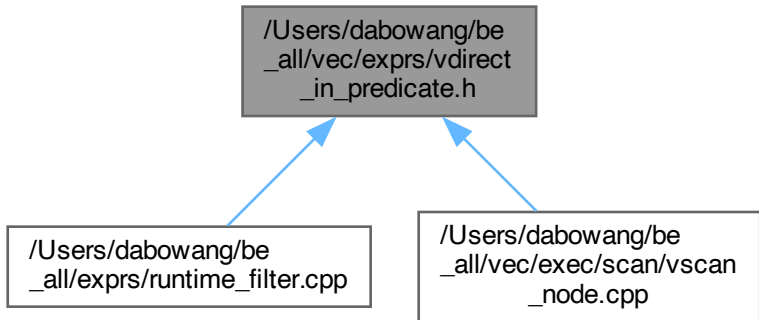 /Users/dabowang/be
_all/vec/exprs/vdirect
_in_predicate.h
/Users/dabowang/be
_all/exprs/runtime_filter.cpp
/Users/dabowang/be
_all/vec/exec/scan/vscan
_node.cpp